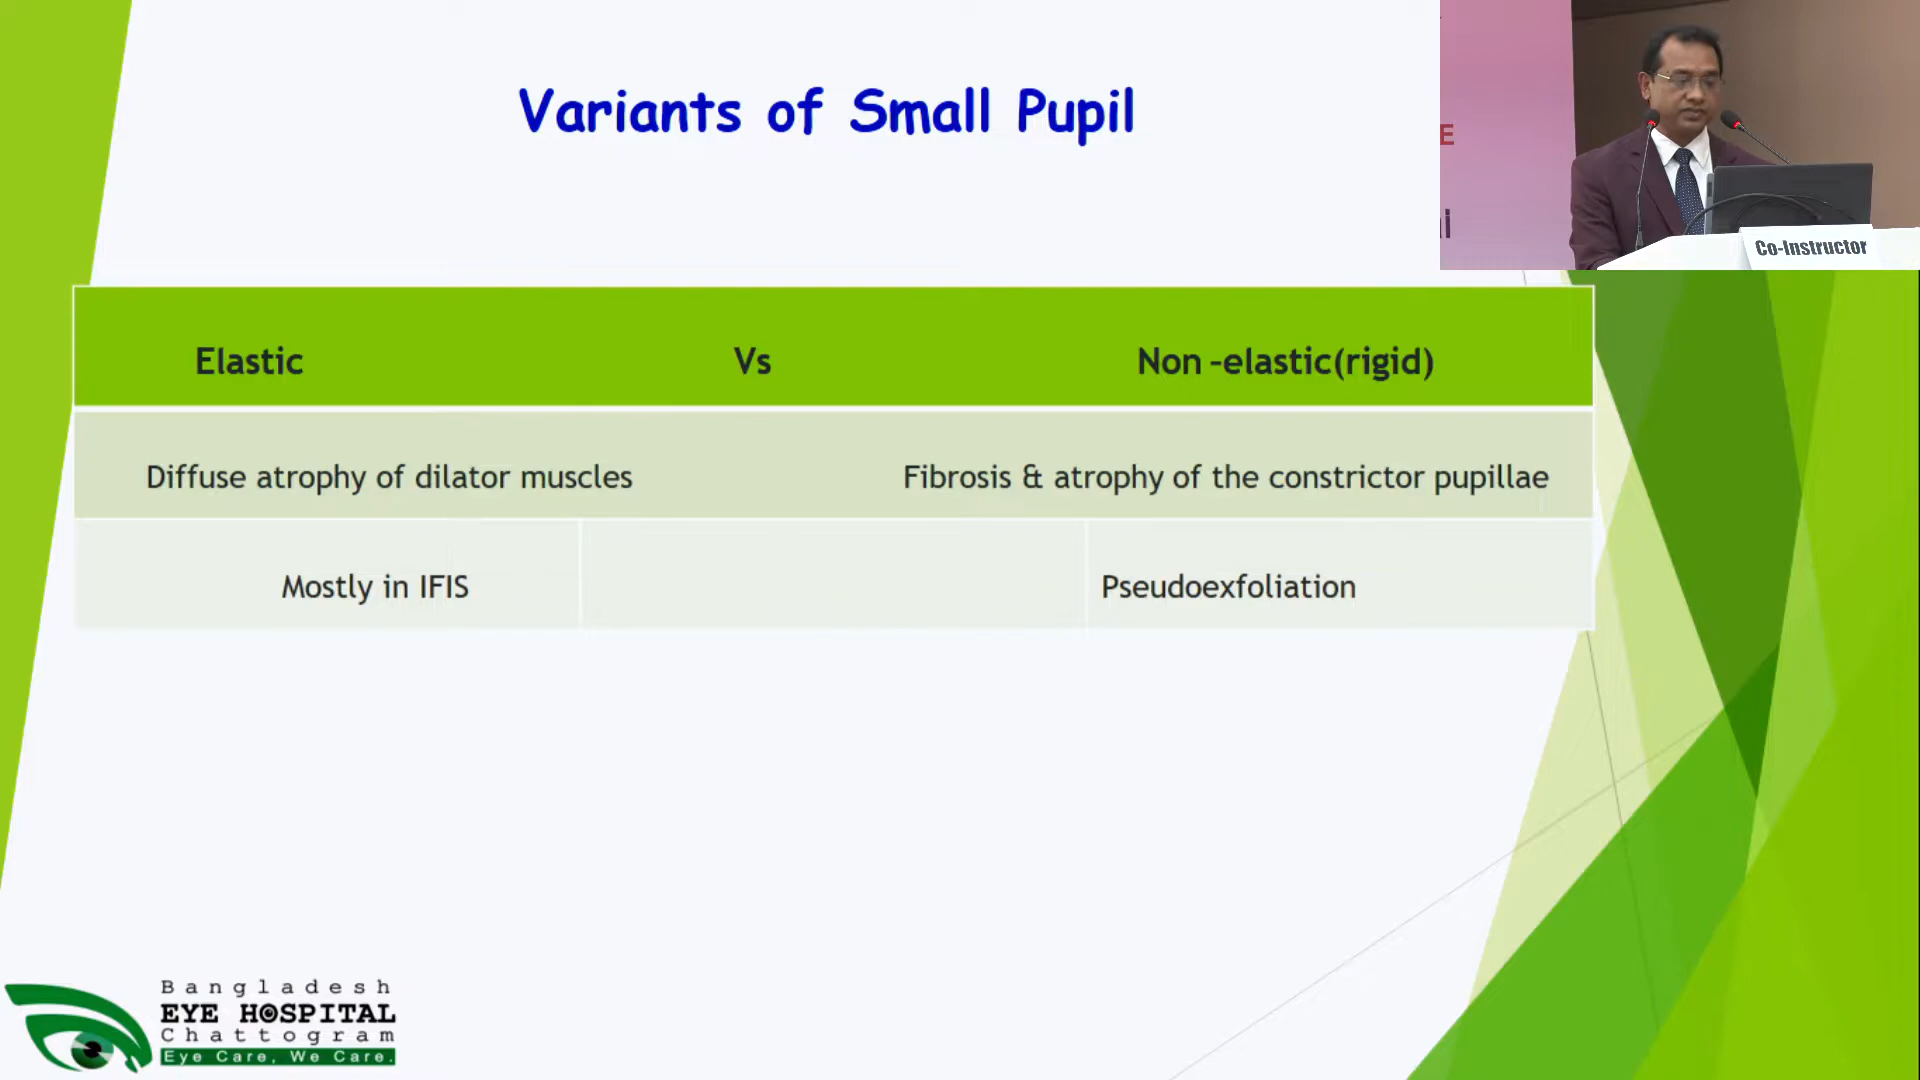 Variants of Small Pupil
E
Co-Instructor
Elastic Vs Non -elastic(rigid)
Diffuse atrophy of dilator muscles Fibrosis & atrophy of the constrictor pupillae
Mostly in IFIS Pseudoexfoliation
Bangladesh
EYE HOSPITAL
Chattogram
Eye Care, We Care.